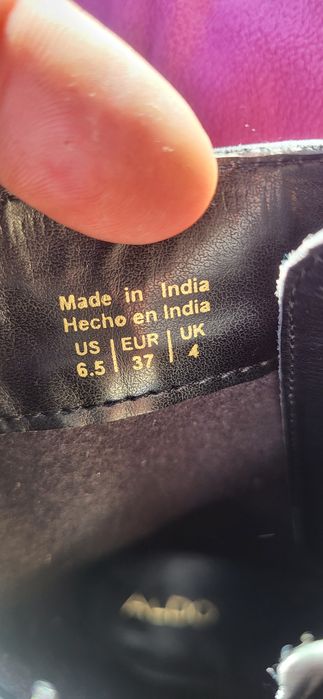 Made in India
Hecho en India
US | EUR | UK
6.5 | 37 | 4